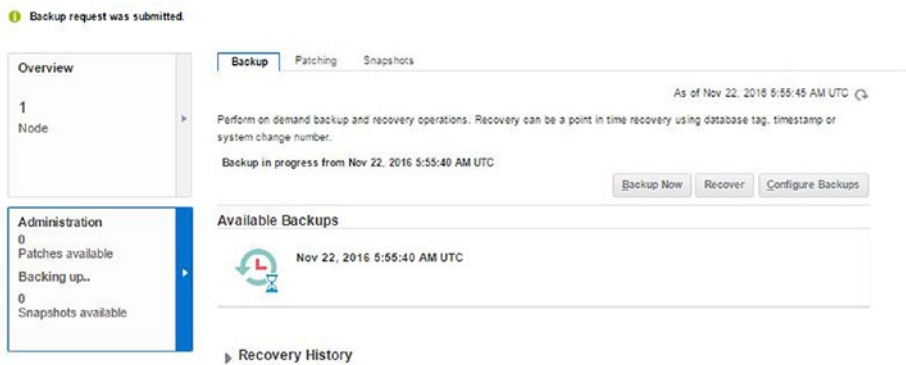 Backup request was submitted.
Overview
1
Node
Administration
0
Patches available
Backing up..
0
Snapshots available
Backup
Patching
Snapshots
As of Nov 22, 2016 5:55:45 AM UTC
Perform on demand backup and recovery operations. Recovery can be a point in time recovery using database tag, timestamp or
system change number.
Backup in progress from Nov 22, 2016 5:55:40 AM UTC
Backup Now
Recover
Configure Backups
Available Backups
Nov 22, 2016 5:55:40 AM UTC
Recovery History